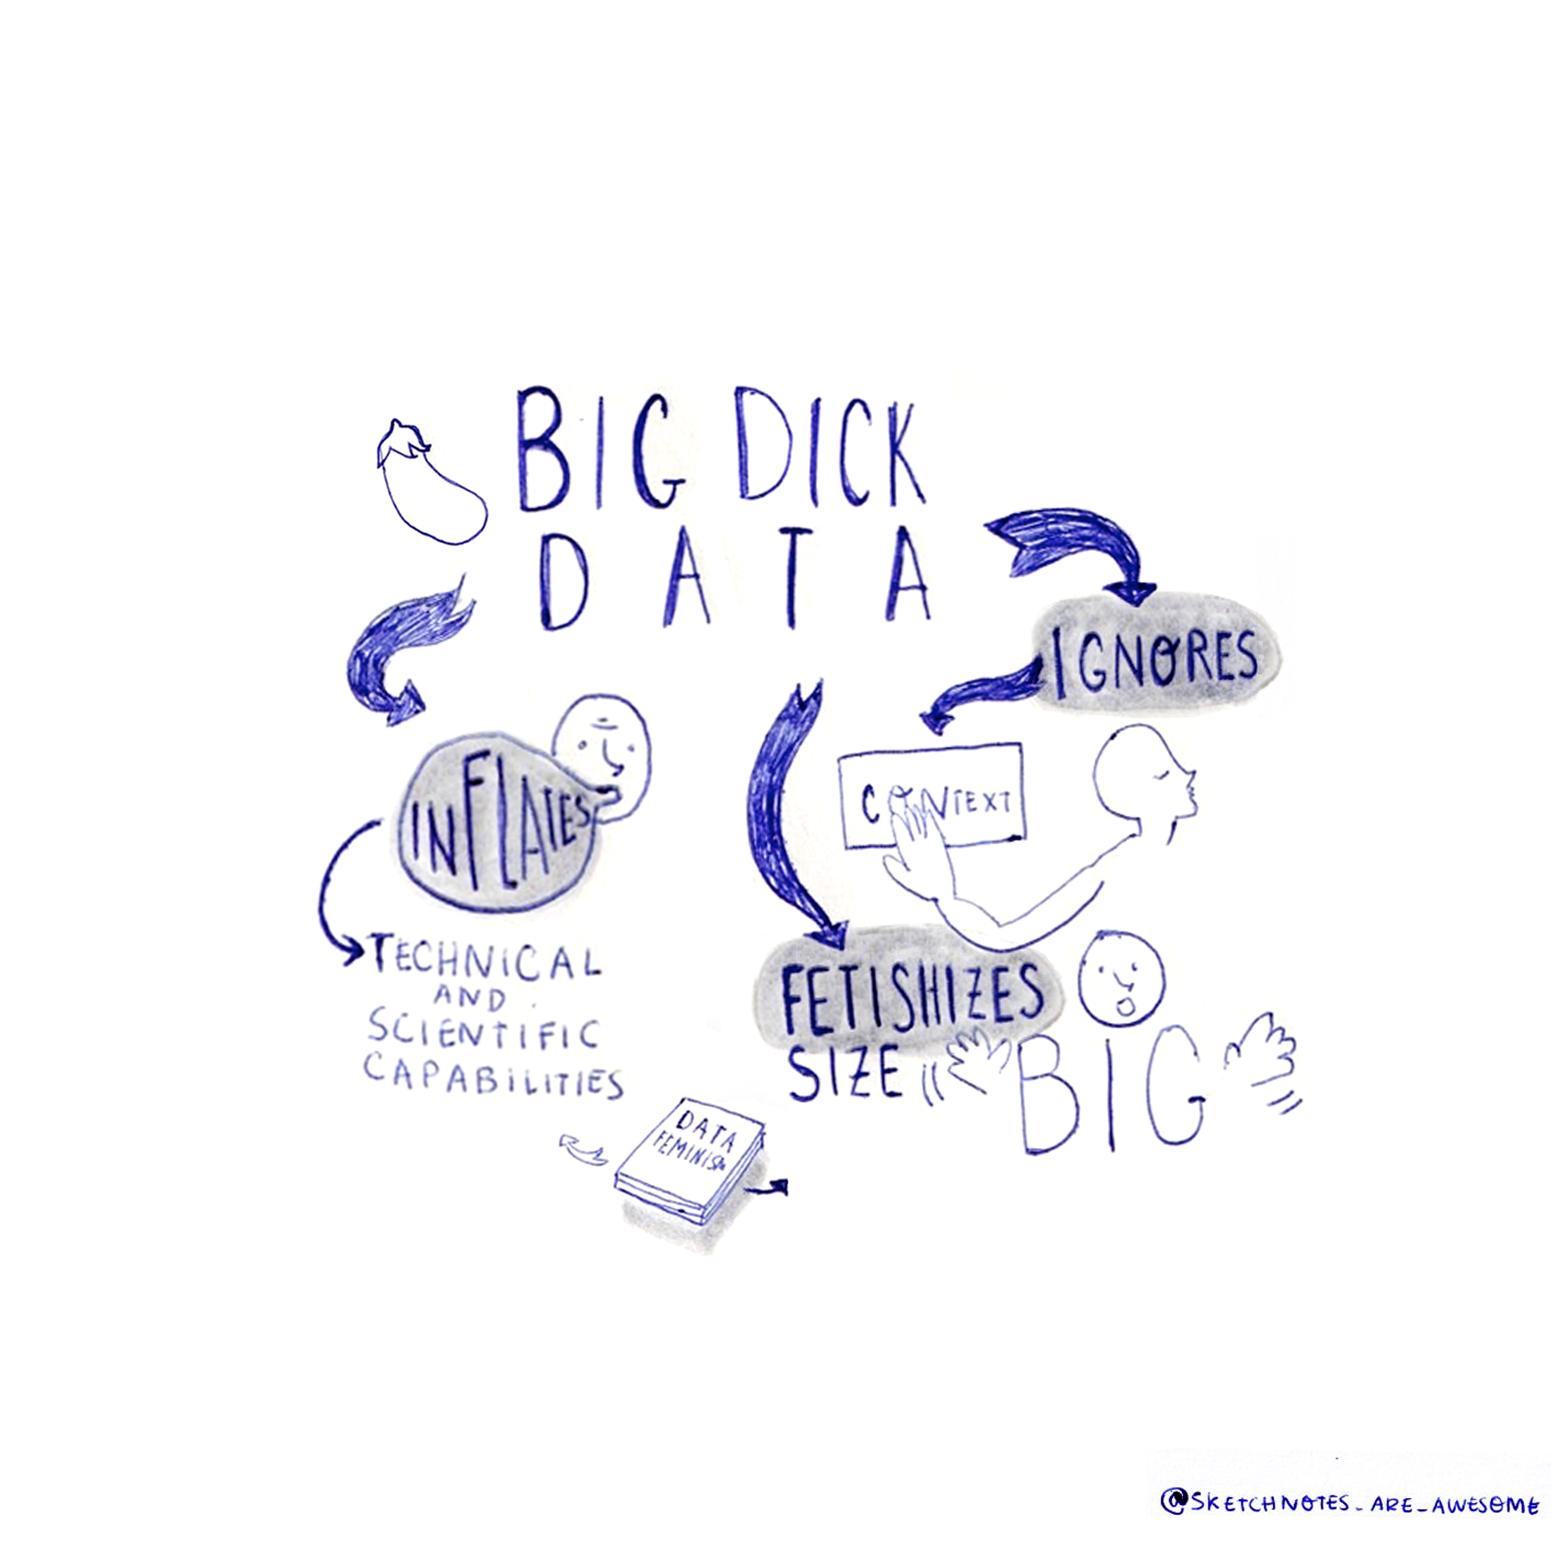 BIG DICK
DATA
IGNORES
CONTEXT
INFLATES
TECHNICAL
AND
SCIENTIFIC
CAPABILITIES
FETISHIZES
SIZE
BIG
DATA
FEMINISM
@SKETCHNOTES_ARE_AWESOME